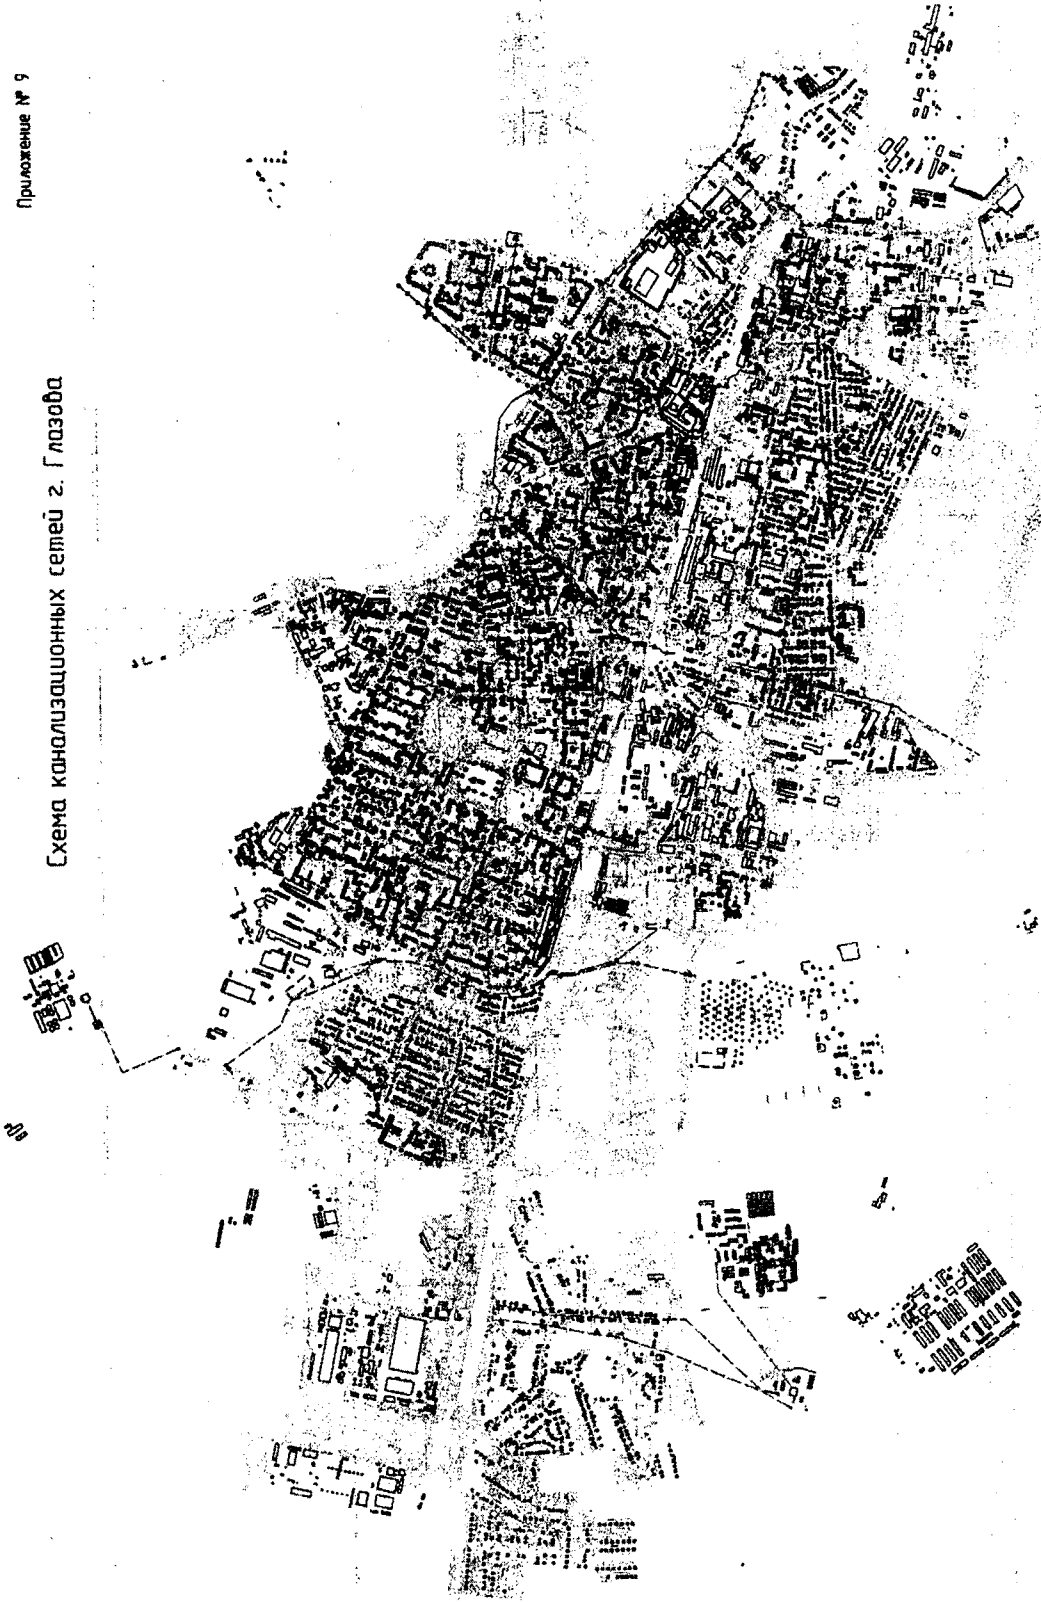 Приложение № 9
Схема канализационных сетей г. Глазова